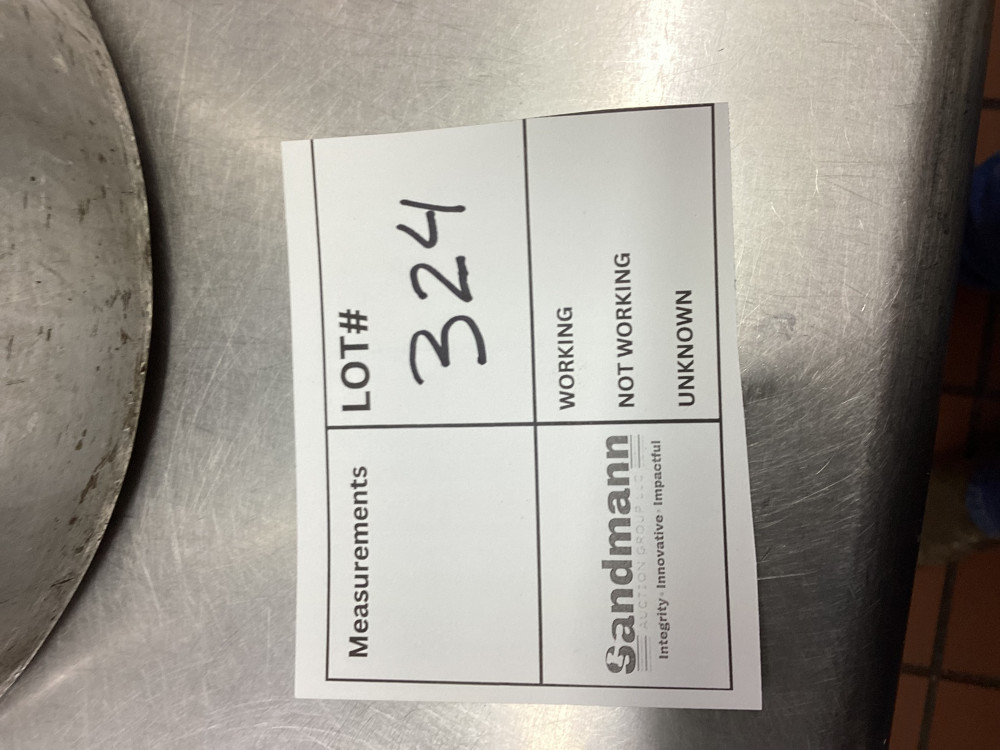 Measurements
LOT#
324
Sandmann
AUCTION GROUP LLC
Integrity · Innovative · Impactful
WORKING
NOT WORKING
UNKNOWN